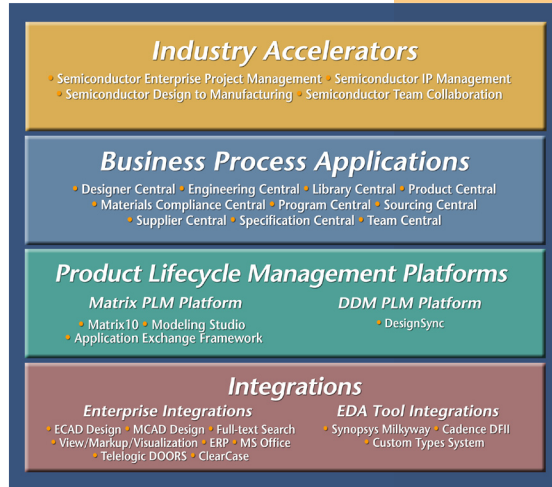 Industry Accelerators
• Semiconductor Enterprise Project Management • Semiconductor IP Management
• Semiconductor Design to Manufacturing • Semiconductor Team Collaboration
Business Process Applications
• Designer Central • Engineering Central • Library Central • Product Central
• Materials Compliance Central • Program Central • Sourcing Central
• Supplier Central • Specification Central • Team Central
Product Lifecycle Management Platforms
Matrix PLM Platform
• Matrix10 • Modeling Studio
• Application Exchange Framework
DDM PLM Platform
• DesignSync
Integrations
Enterprise Integrations
• ECAD Design • MCAD Design • Full-text Search
• View/Markup/Visualization • ERP • MS Office
• Telelogic DOORS • ClearCase
EDA Tool Integrations
• Synopsys Milkyway • Cadence DFII
• Custom Types System